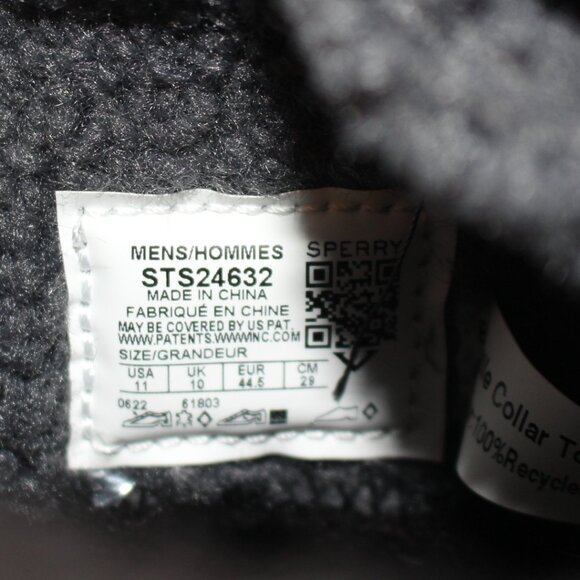 MENS/HOMMES SPERRY
STS24632
MADE IN CHINA
FABRIQUÉ EN CHINE
MAY BE COVERED BY US PAT.
WWW.PATENTS.WWWINC.COM
SIZE/GRANDEUR
USA UK EUR CM
11 10 44.5 29
0622 61803
Collar
100%Recycle